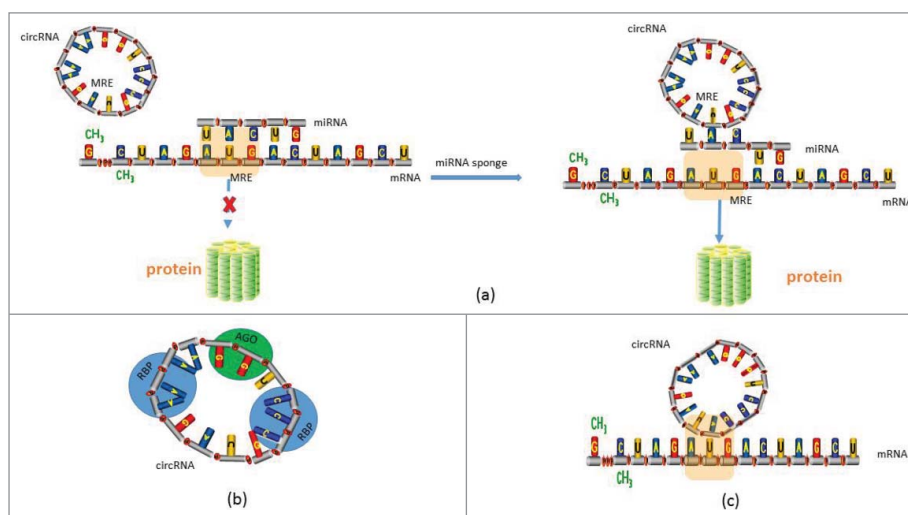 circRNA
MRE
miRNA
CH3
G C U A G A U G A C U A G C U
U A C U G
CH3
MRE
mRNA
protein
miRNA sponge
circRNA
MRE
U A C
U G
miRNA
CH3
G C U A G A U G A C U A G C U
CH3
MRE
mRNA
protein
(a)
RBP
AGO
RBP
circRNA
(b)
circRNA
CH3
G C U A G A U G A C U A G C U
mRNA
CH3
(c)